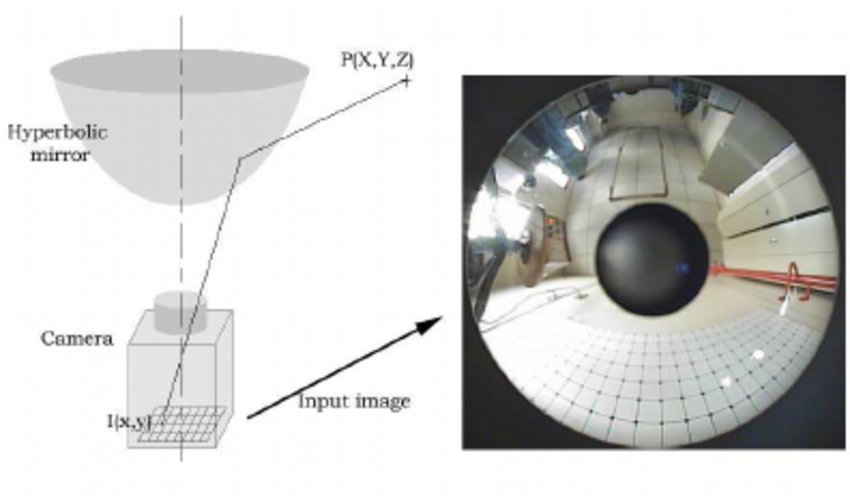 P(X,Y,Z)
Hyperbolic
mirror
Camera
I(x,y)
Input image